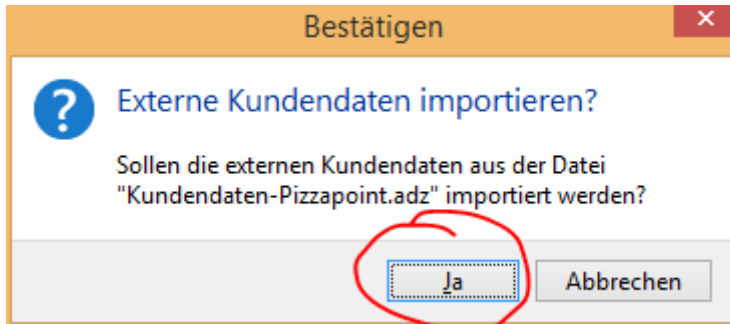 Bestätigen
Externe Kundendaten importieren?
Sollen die externen Kundendaten aus der Datei
"Kundendaten-Pizzapoint.adz" importiert werden?
Ja Abbrechen